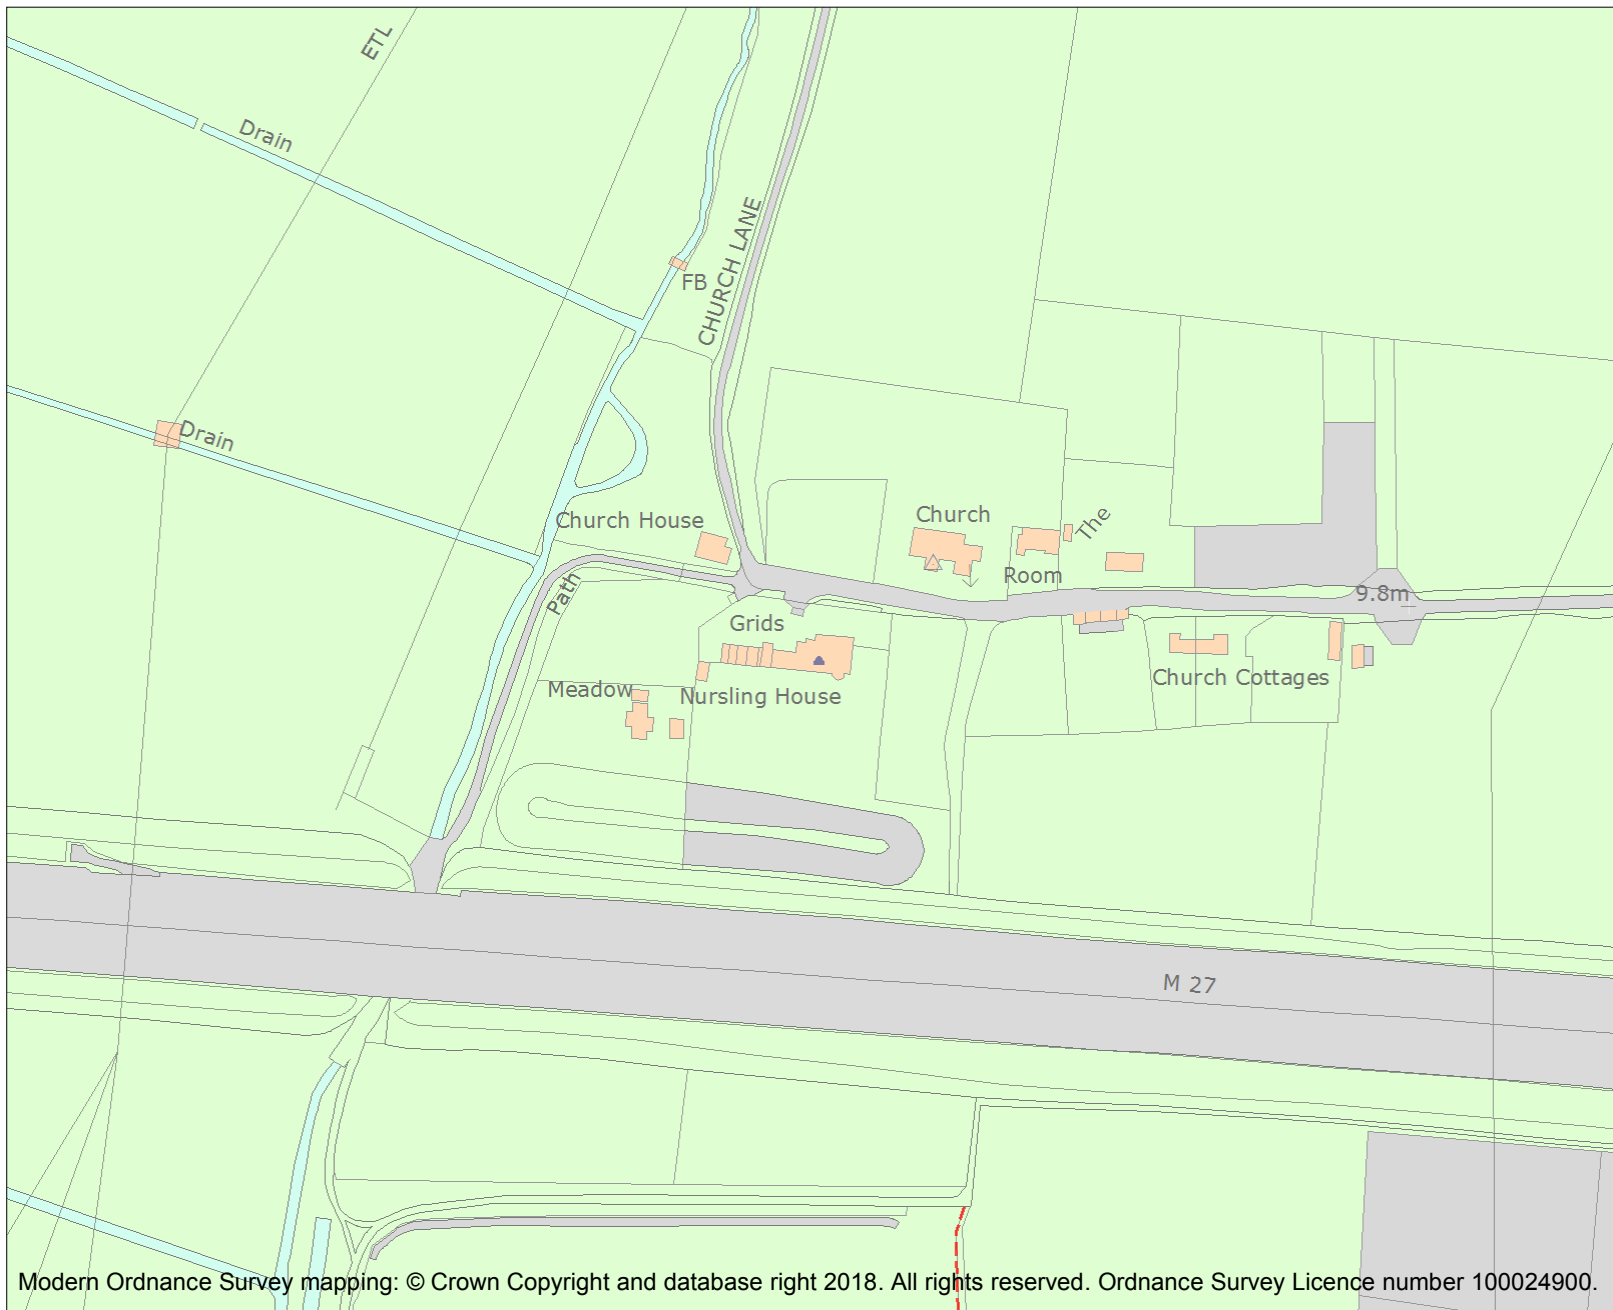 ETL
Drain
CHURCH LANE
FB
Drain
Church House
Church
The
Room
Path
9.8m
Grids
Meadow
Nursling House
Church Cottages
M 27
Modern Ordnance Survey mapping: © Crown Copyright and database right 2018. All rights reserved. Ordnance Survey Licence number 100024900.